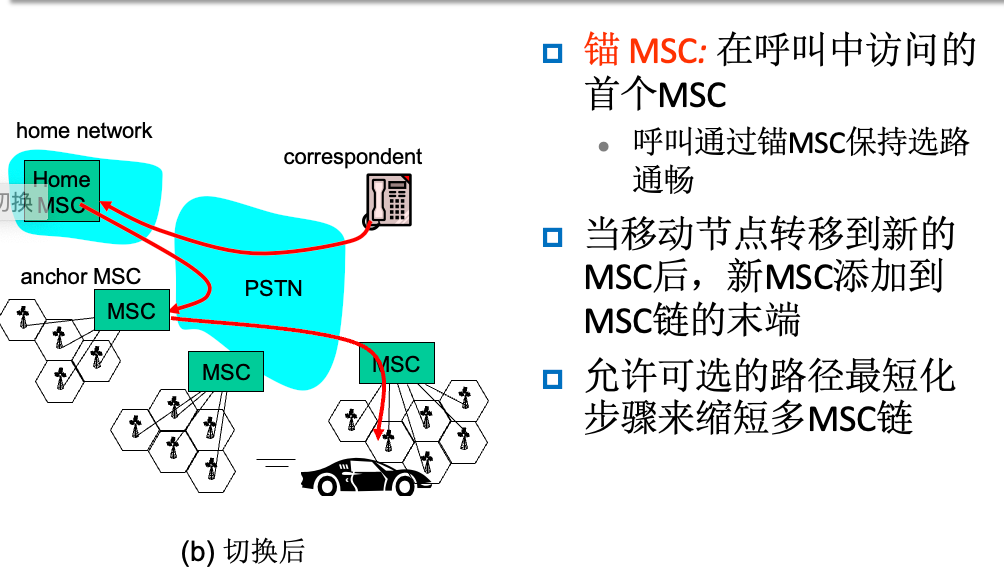 home network
correspondent
Home
MSC
切换
anchor MSC
MSC
PSTN
MSC
MSC
(b) 切换后
锚 MSC: 在呼叫中访问的
首个MSC
呼叫通过锚MSC保持选路
通畅
当移动节点转移到新的
MSC后，新MSC添加到
MSC链的末端
允许可选的路径最短化
步骤来缩短多MSC链